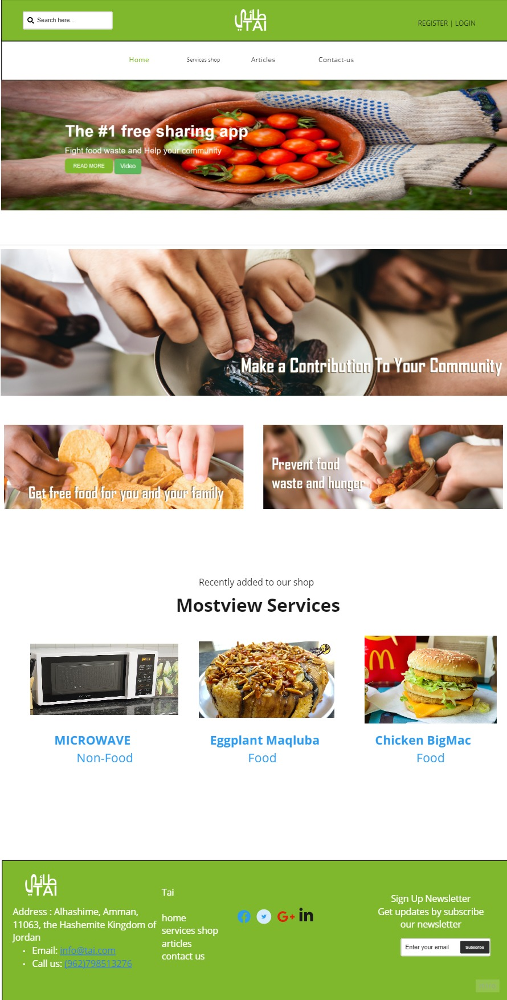 Search here...
طائي
TAI
REGISTER | LOGIN
Home
Services shop
Articles
Contact-us
The #1 free sharing app
Fight food waste and Help your community
READ MORE
Video
Make a Contribution To Your Community
Get free food for you and your family
Prevent food
waste and hunger
Recently added to our shop
Mostview Services
MICROWAVE
Non-Food
Eggplant Maqluba
Food
Chicken BigMac
Food
طائي
TAI
Address : Alhashime, Amman,
11063, the Hashemite Kingdom of
Jordan
• Email: info@tai.com
• Call us: (962)798513276
Tai
home
services shop
articles
contact us
Sign Up Newsletter
Get updates by subscribe
our newsletter
Enter your email
Subscribe
miro